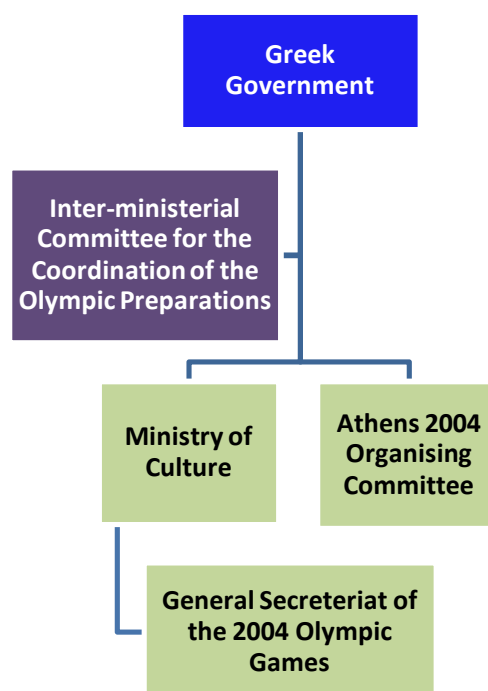 Greek
Government
Inter-ministerial
Committee for the
Coordination of the
Olympic Preparations
Ministry of
Culture
Athens 2004
Organising
Committee
General Secreteriat of
the 2004 Olympic
Games